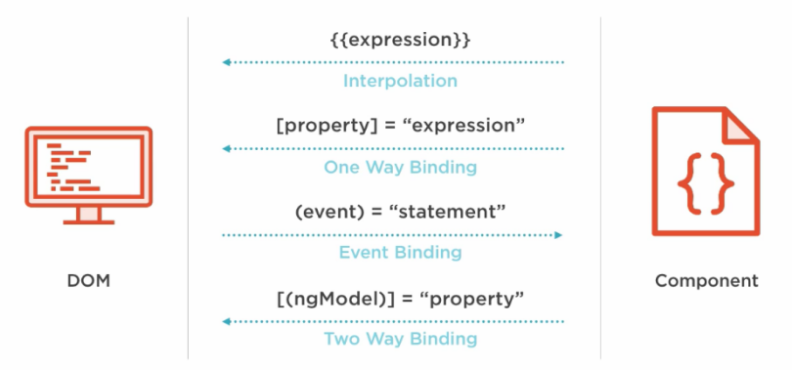 {{expression}}
Interpolation
[property] = “expression”
One Way Binding
(event) = “statement”
Event Binding
[(ngModel)] = “property”
Two Way Binding
DOM
{}
Component